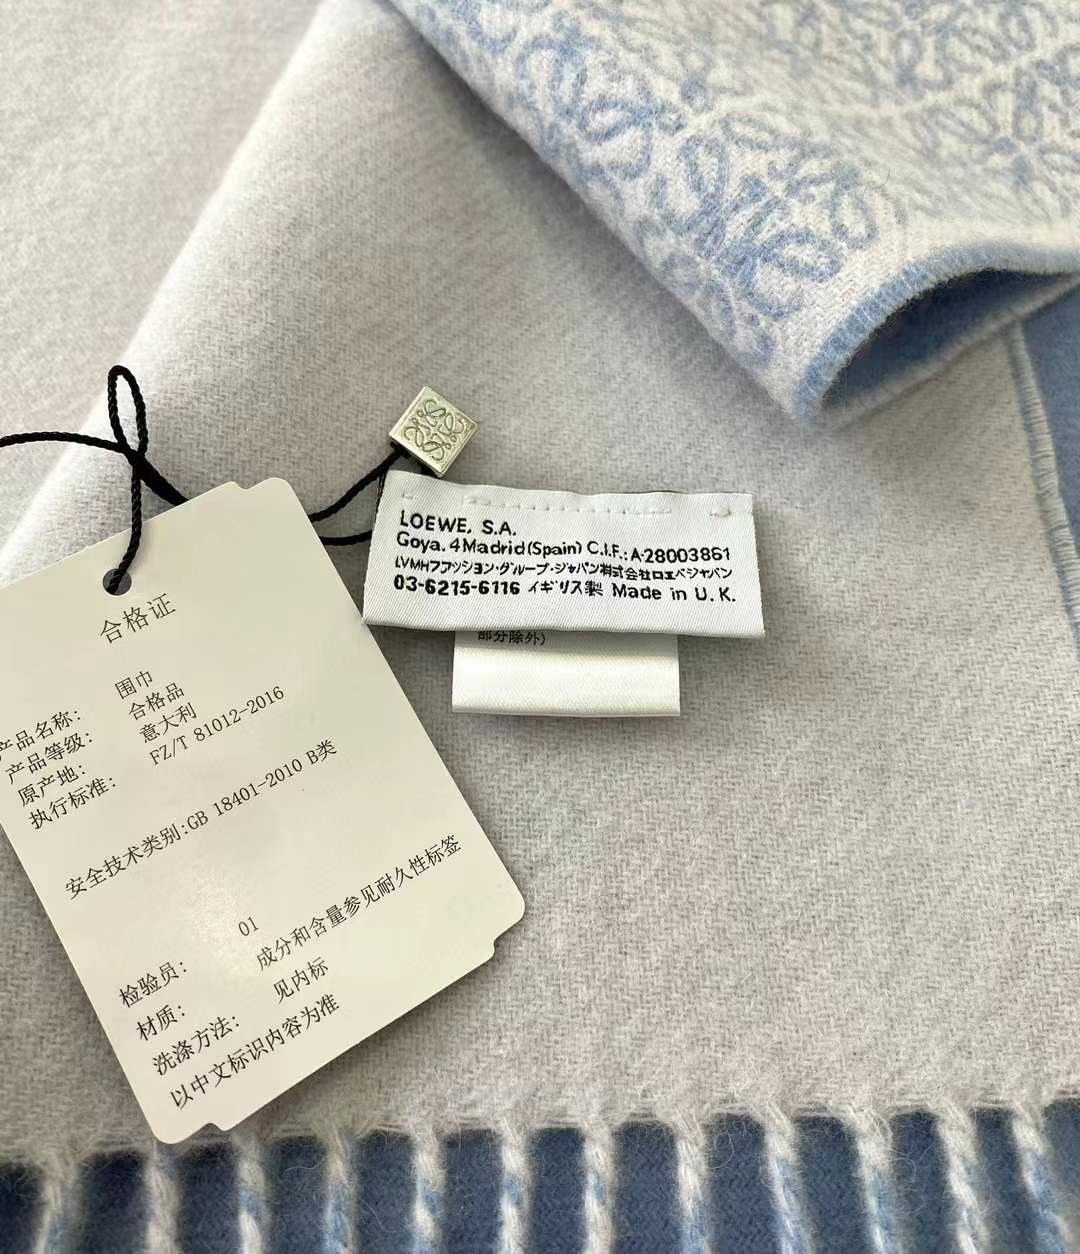 LOEWE, S.A.
Goya. 4 Madrid (Spain) C.I.F.: A-28003861
LVMHファッション・グループ・ジャパン株式会社ロエベジャパン
03-6215-6116 イギリス製 Made in U. K.
部分除外)
合格证
产品名称: 围巾
产品等级: 合格品
原产地: 意大利
执行标准: FZ/T 81012-2016
安全技术类别:GB 18401-2010 B类
检验员: 01
材质: 成分和含量参见耐久性标签
洗涤方法: 见内标
以中文标识内容为准